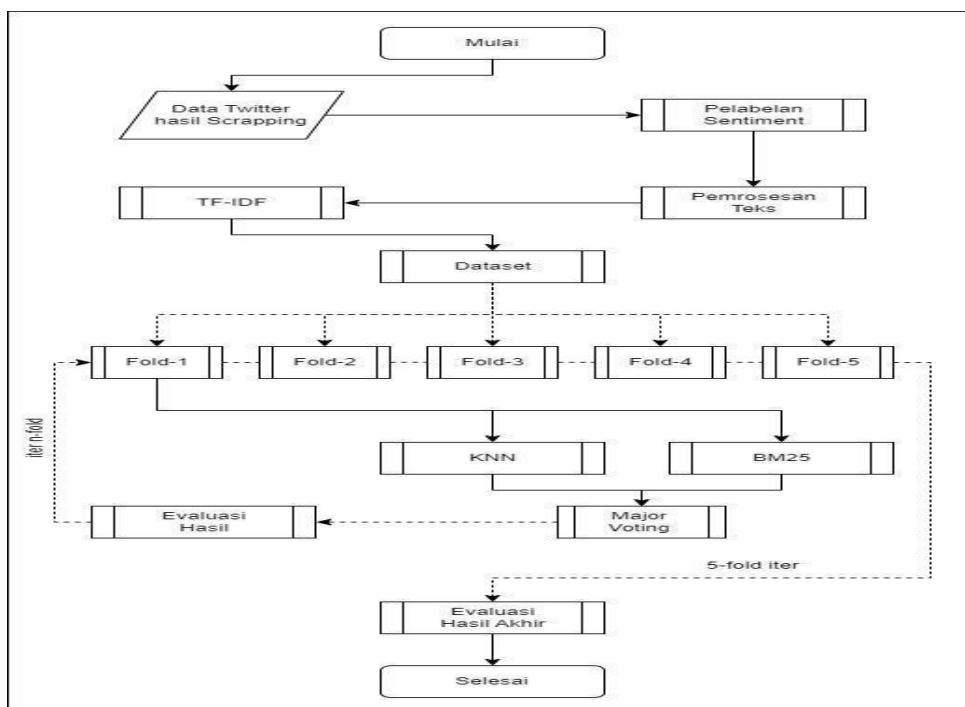 Mulai
Data Twitter
hasil Scrapping
Pelabelan
Sentiment
TF-IDF
Pemrosesan
Teks
Dataset
Fold-1
Fold-2
Fold-3
Fold-4
Fold-5
iter n-fold
KNN
BM25
Evaluasi
Hasil
Major
Voting
5-fold iter
Evaluasi
Hasil Akhir
Selesai